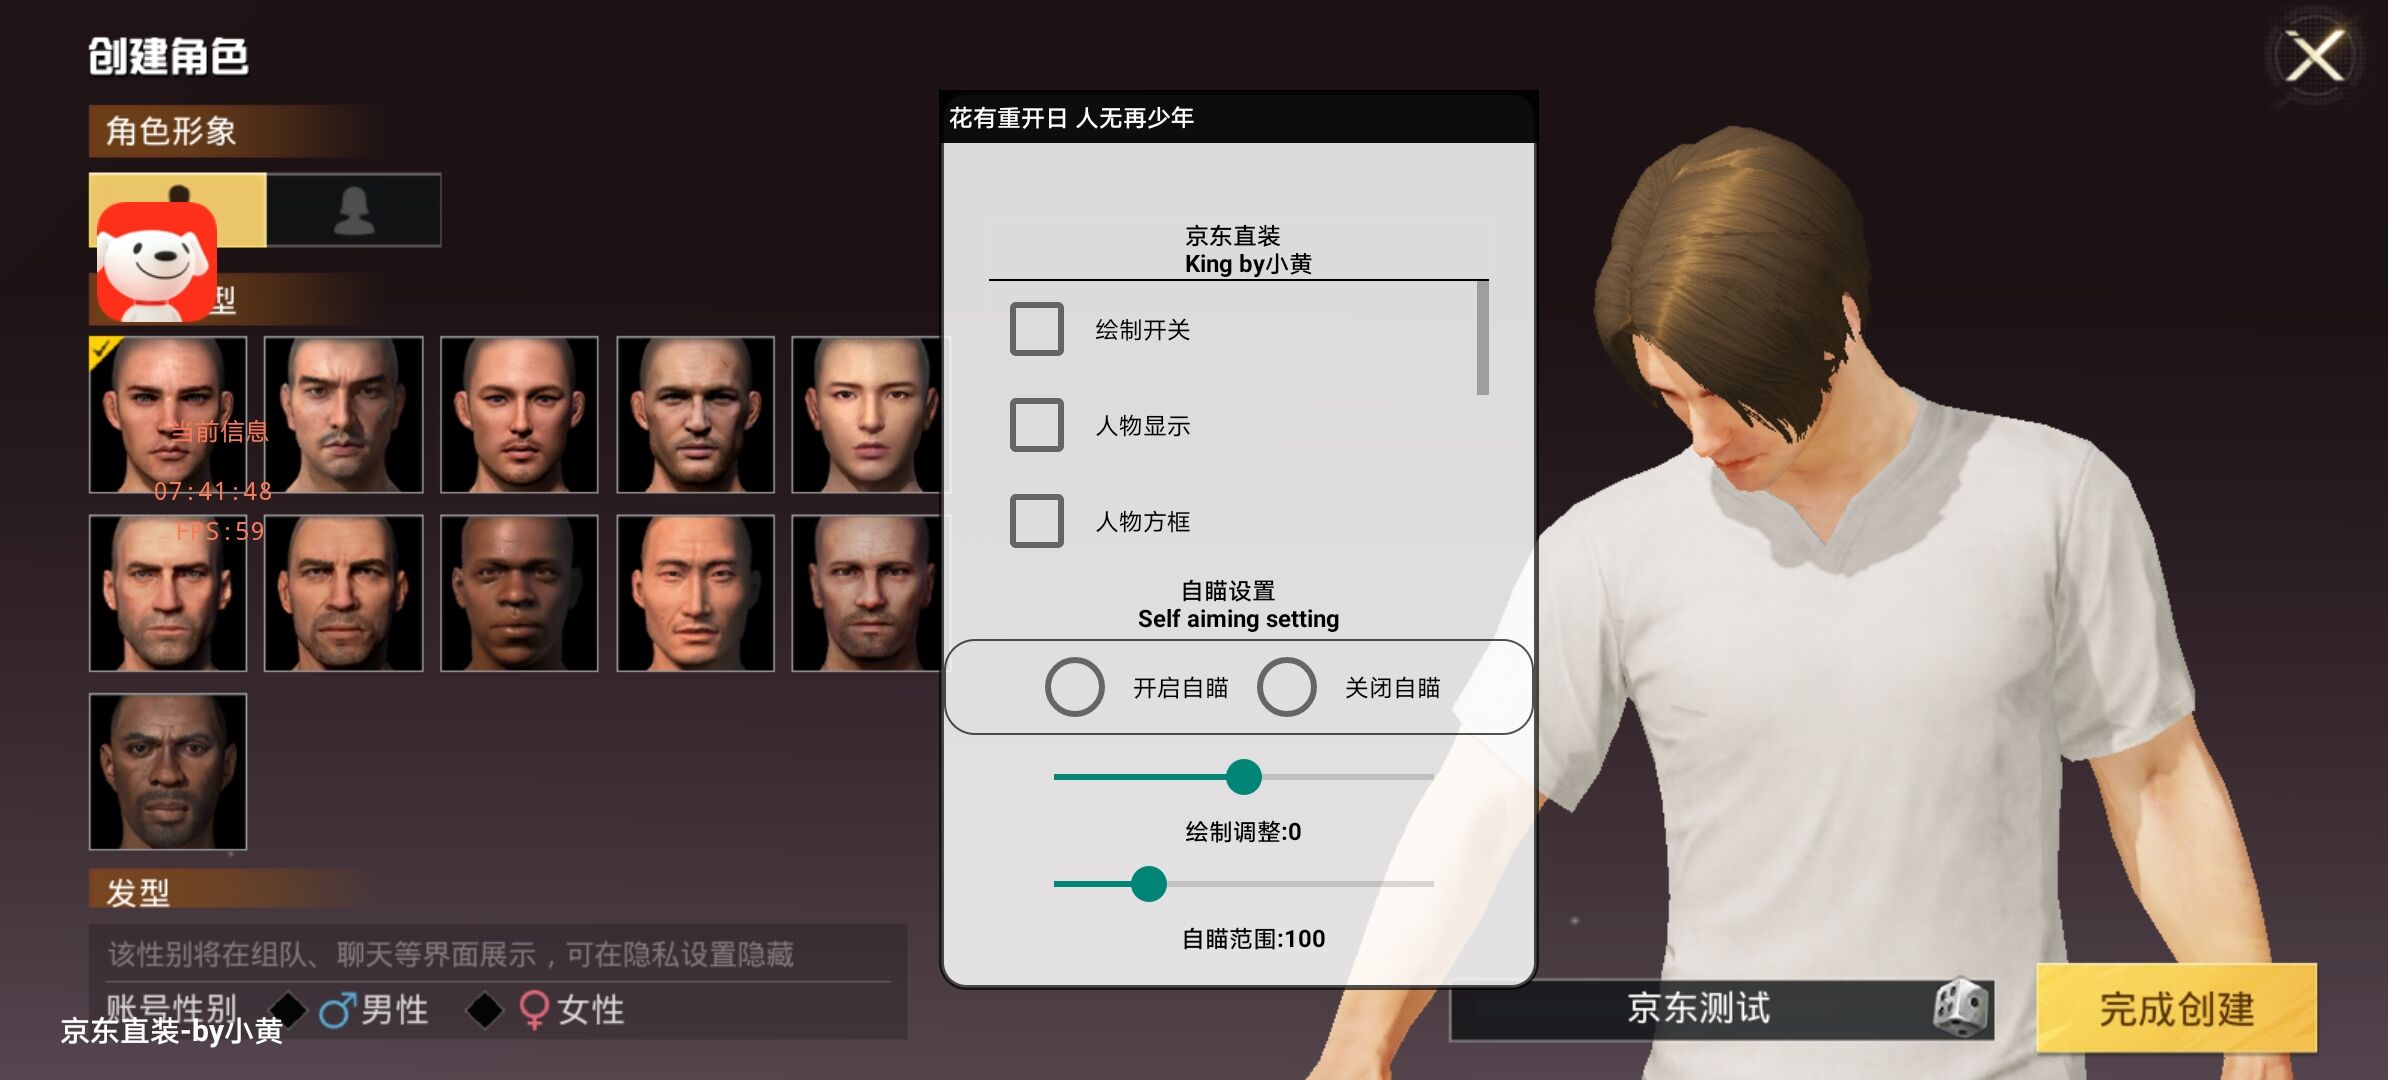 创建角色
角色形象
型
当前信息
07:41:48
FPS:59
发型
该性别将在组队、聊天等界面展示，可在隐私设置隐藏
账号性别 男性 女性
京东直装-by小黄
花有重开日 人无再少年
京东直装
King by小黄
绘制开关
人物显示
人物方框
自瞄设置
Self aiming setting
开启自瞄 关闭自瞄
绘制调整:0
自瞄范围:100
京东测试
完成创建